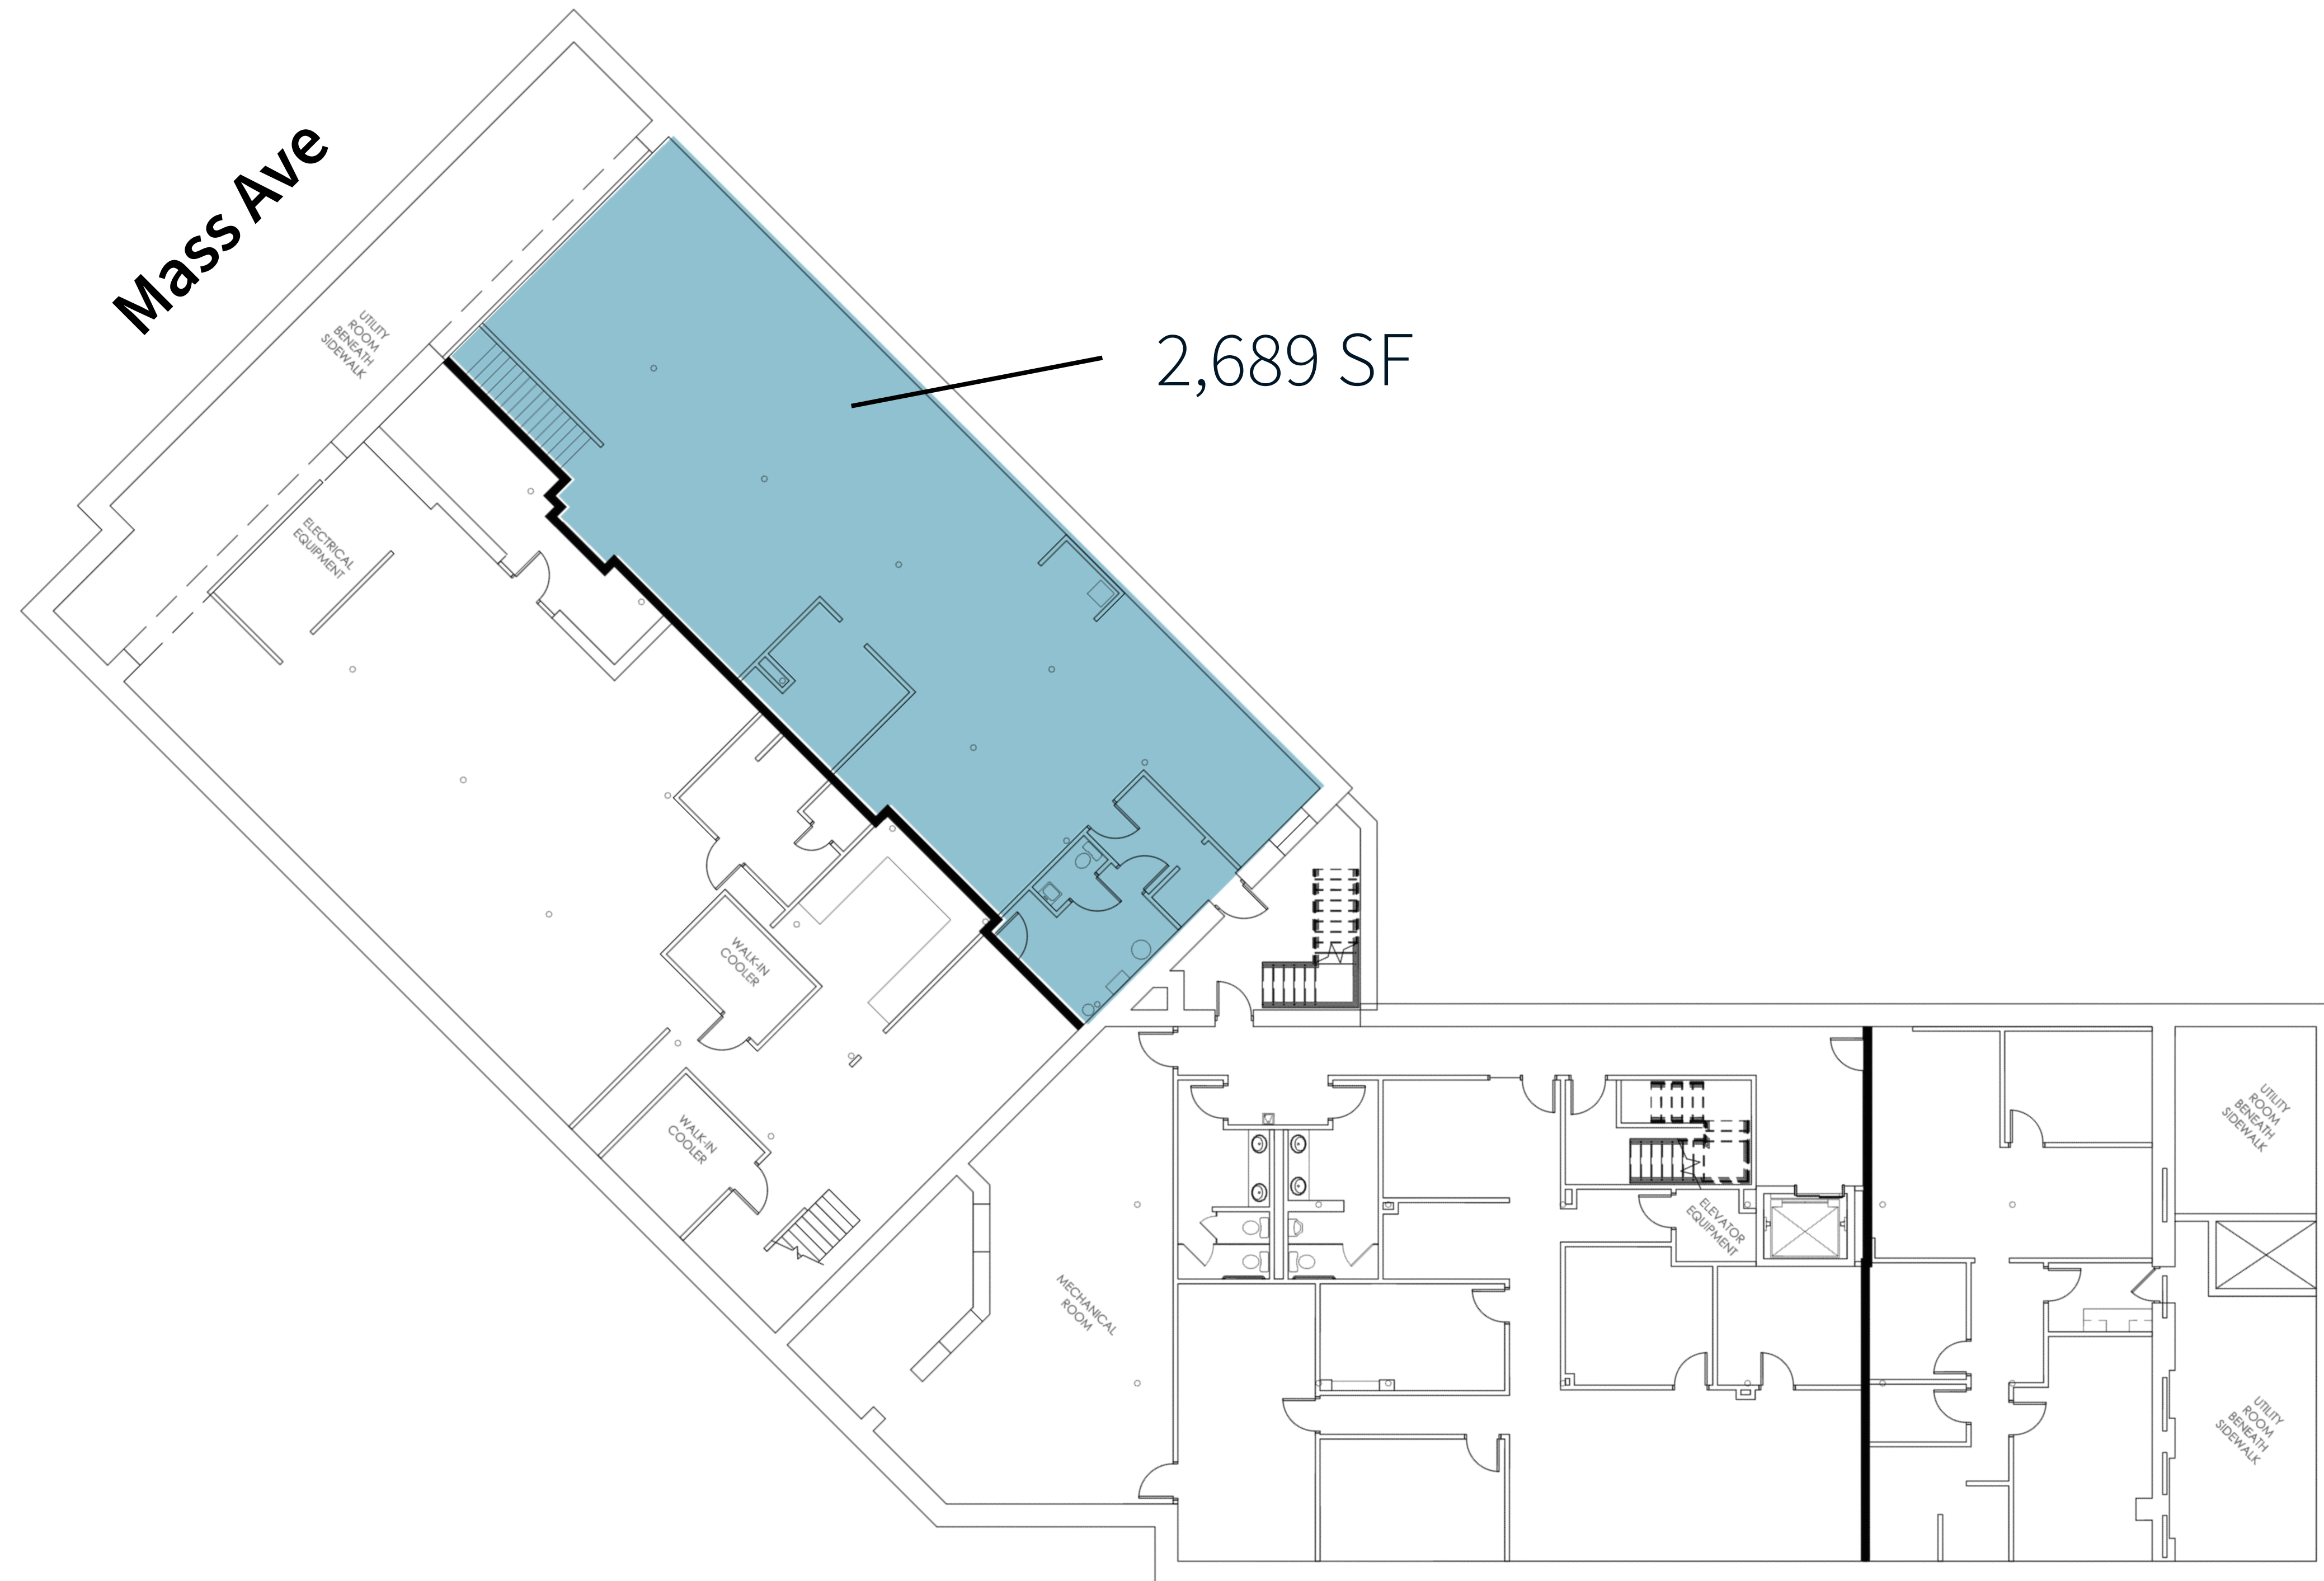 Mass Ave
2,689 SF
UTILITY
ROOM
BENEATH
SIDEWALK
ELECTRICAL
EQUIPMENT
WALK-IN
COOLER
WALK-IN
COOLER
MECHANICAL
ROOM
ELEVATOR
EQUIPMENT
UTILITY
ROOM
BENEATH
SIDEWALK
UTILITY
ROOM
BENEATH
SIDEWALK